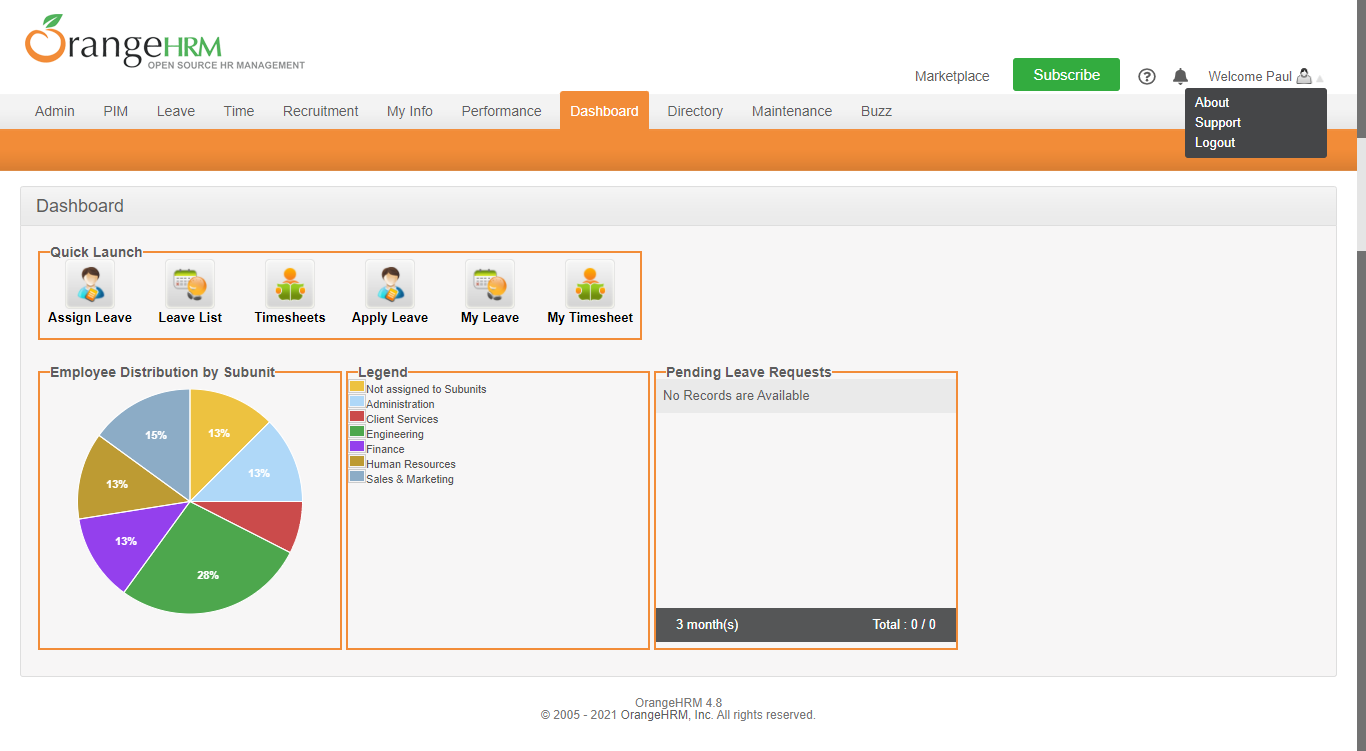 OrangeHRM
OPEN SOURCE HR MANAGEMENT
Marketplace Subscribe ? Welcome Paul
About
Support
Logout
Admin PIM Leave Time Recruitment My Info Performance Dashboard Directory Maintenance Buzz
Dashboard
Quick Launch
Assign Leave Leave List Timesheets Apply Leave My Leave My Timesheet
Employee Distribution by Subunit
13%
13%
28%
13%
13%
15%
Legend
Not assigned to Subunits
Administration
Client Services
Engineering
Finance
Human Resources
Sales & Marketing
Pending Leave Requests
No Records are Available
3 month(s) Total : 0 / 0
OrangeHRM 4.8
© 2005 - 2021 OrangeHRM, Inc. All rights reserved.